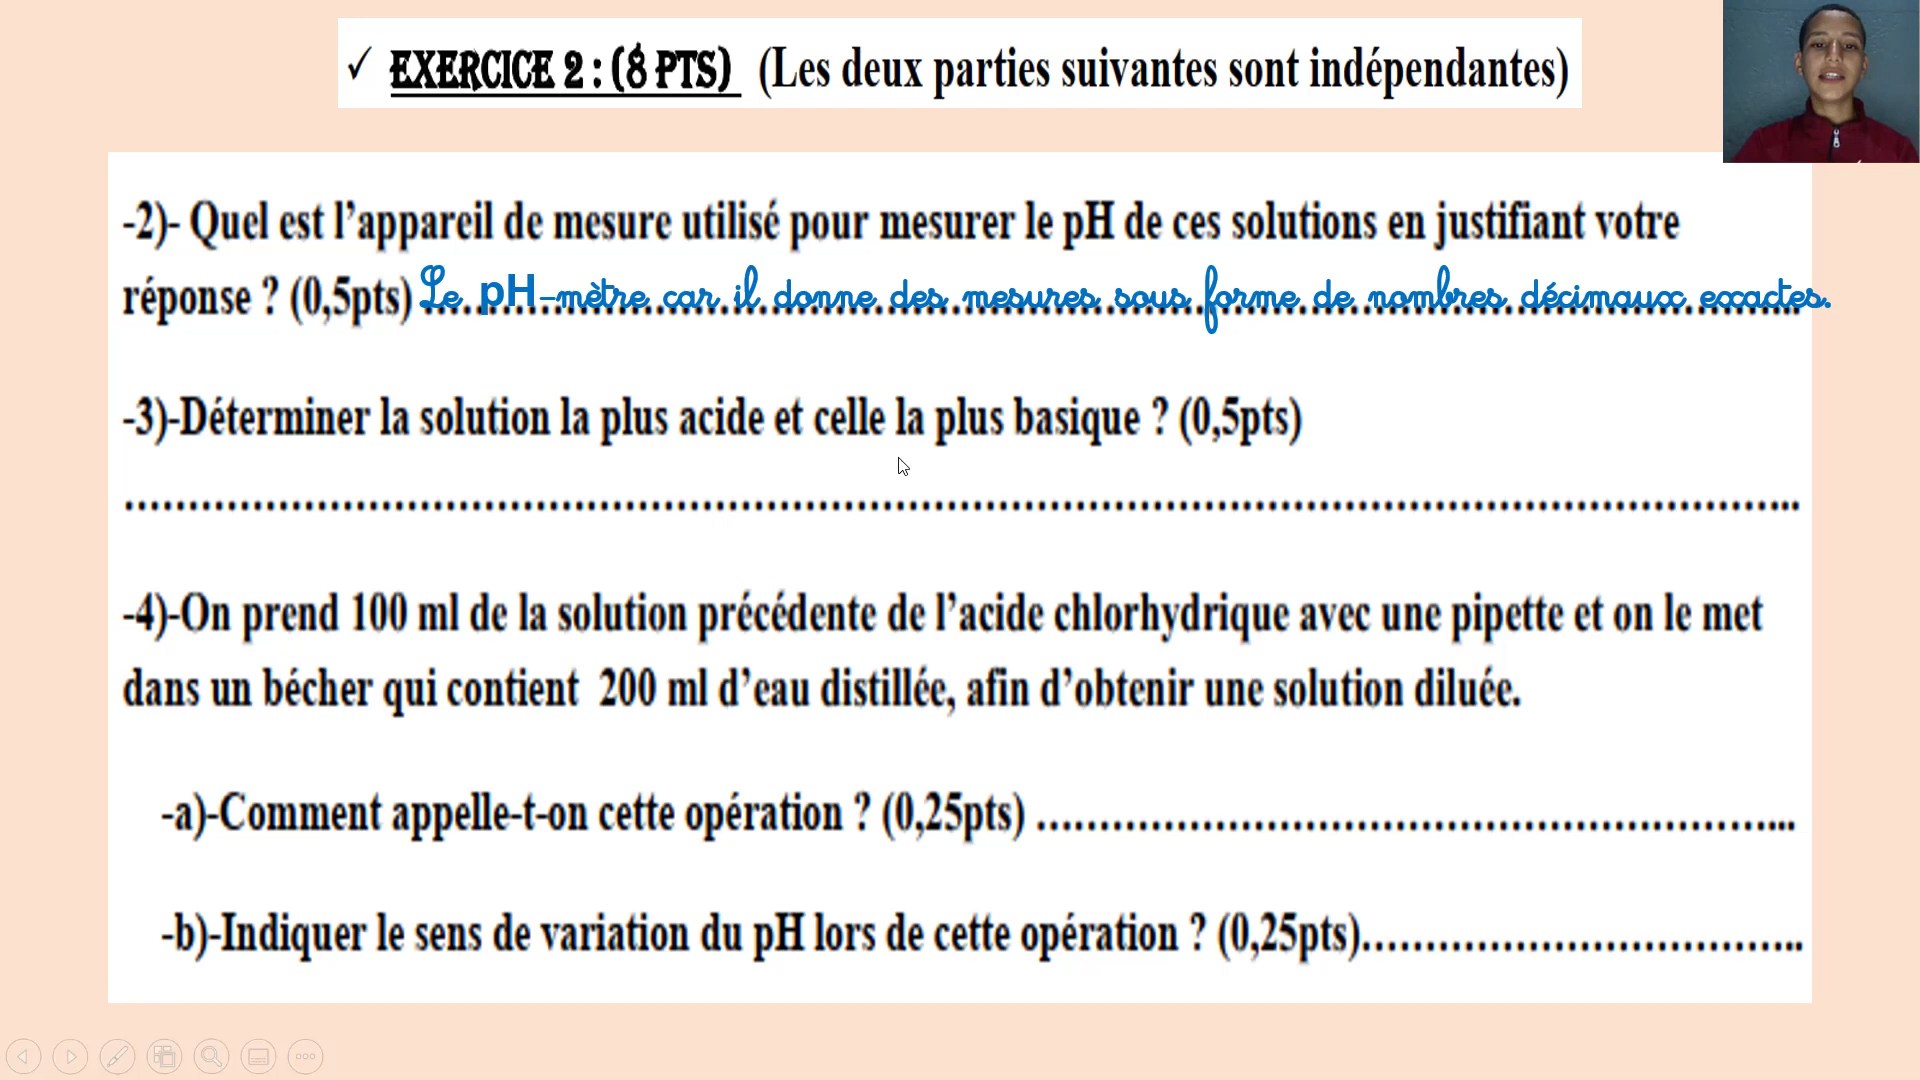 ✓ EXERCICE 2 : (8 PTS) (Les deux parties suivantes sont indépendantes)
-2)- Quel est l’appareil de mesure utilisé pour mesurer le pH de ces solutions en justifiant votre
réponse ? (0,5pts) Le pH-mètre car il donne des mesures sous forme de nombres décimaux exactes.
-3)-Déterminer la solution la plus acide et celle la plus basique ? (0,5pts)
-4)-On prend 100 ml de la solution précédente de l’acide chlorhydrique avec une pipette et on le met
dans un bécher qui contient 200 ml d’eau distillée, afin d’obtenir une solution diluée.
-a)-Comment appelle-t-on cette opération ? (0,25pts) ...
-b)-Indiquer le sens de variation du pH lors de cette opération ? (0,25pts)...